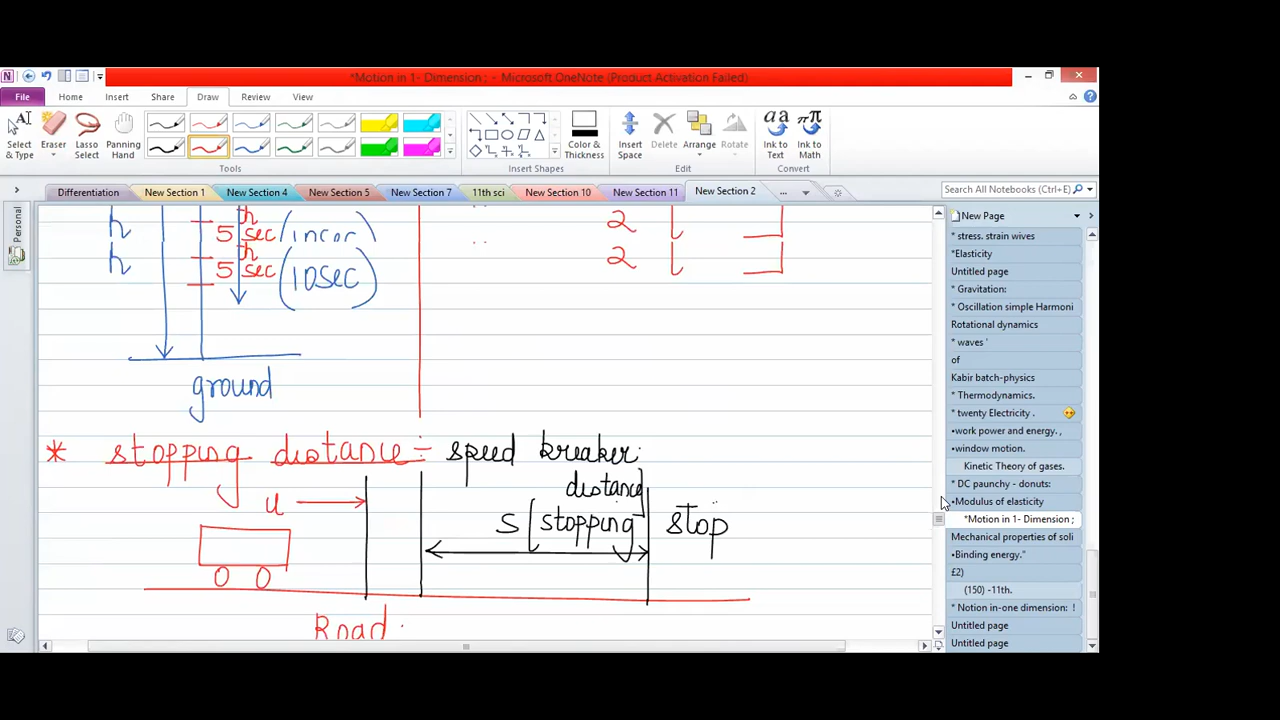 *Motion in 1- Dimension ; - Microsoft OneNote (Product Activation Failed)
File Home Insert Share Draw Review View
Select & Type
Eraser
Lasso Select
Panning Hand
Color & Thickness
Insert Space
Delete
Arrange
Rotate
Ink to Text
Ink to Math
Tools
Insert Shapes
Edit
Convert
Differentiation New Section 1 New Section 4 New Section 5 New Section 7 11th sci New Section 10 New Section 11 New Section 2 ...
Search All Notebooks (Ctrl+E)
Personal
New Page
* stress. strain wives
*Elasticity
Untitled page
* Gravitation:
* Oscillation simple Harmoni
Rotational dynamics
* waves '
of
Kabir batch-physics
* Thermodynamics.
* twenty Electricity .
•work power and energy. ,
•window motion.
Kinetic Theory of gases.
* DC paunchy - donuts:
•Modulus of elasticity
*Motion in 1- Dimension ;
Mechanical properties of soli
•Binding energy."
£2)
(150) -11th.
* Notion in-one dimension: !
Untitled page
Untitled page
h h
5 sec (incor) 2 [ ]
h h
5 sec (10sec) 2 [ ]
ground
* stopping distance :- speed breaker.
distance]
u → S [stopping stop
Road.